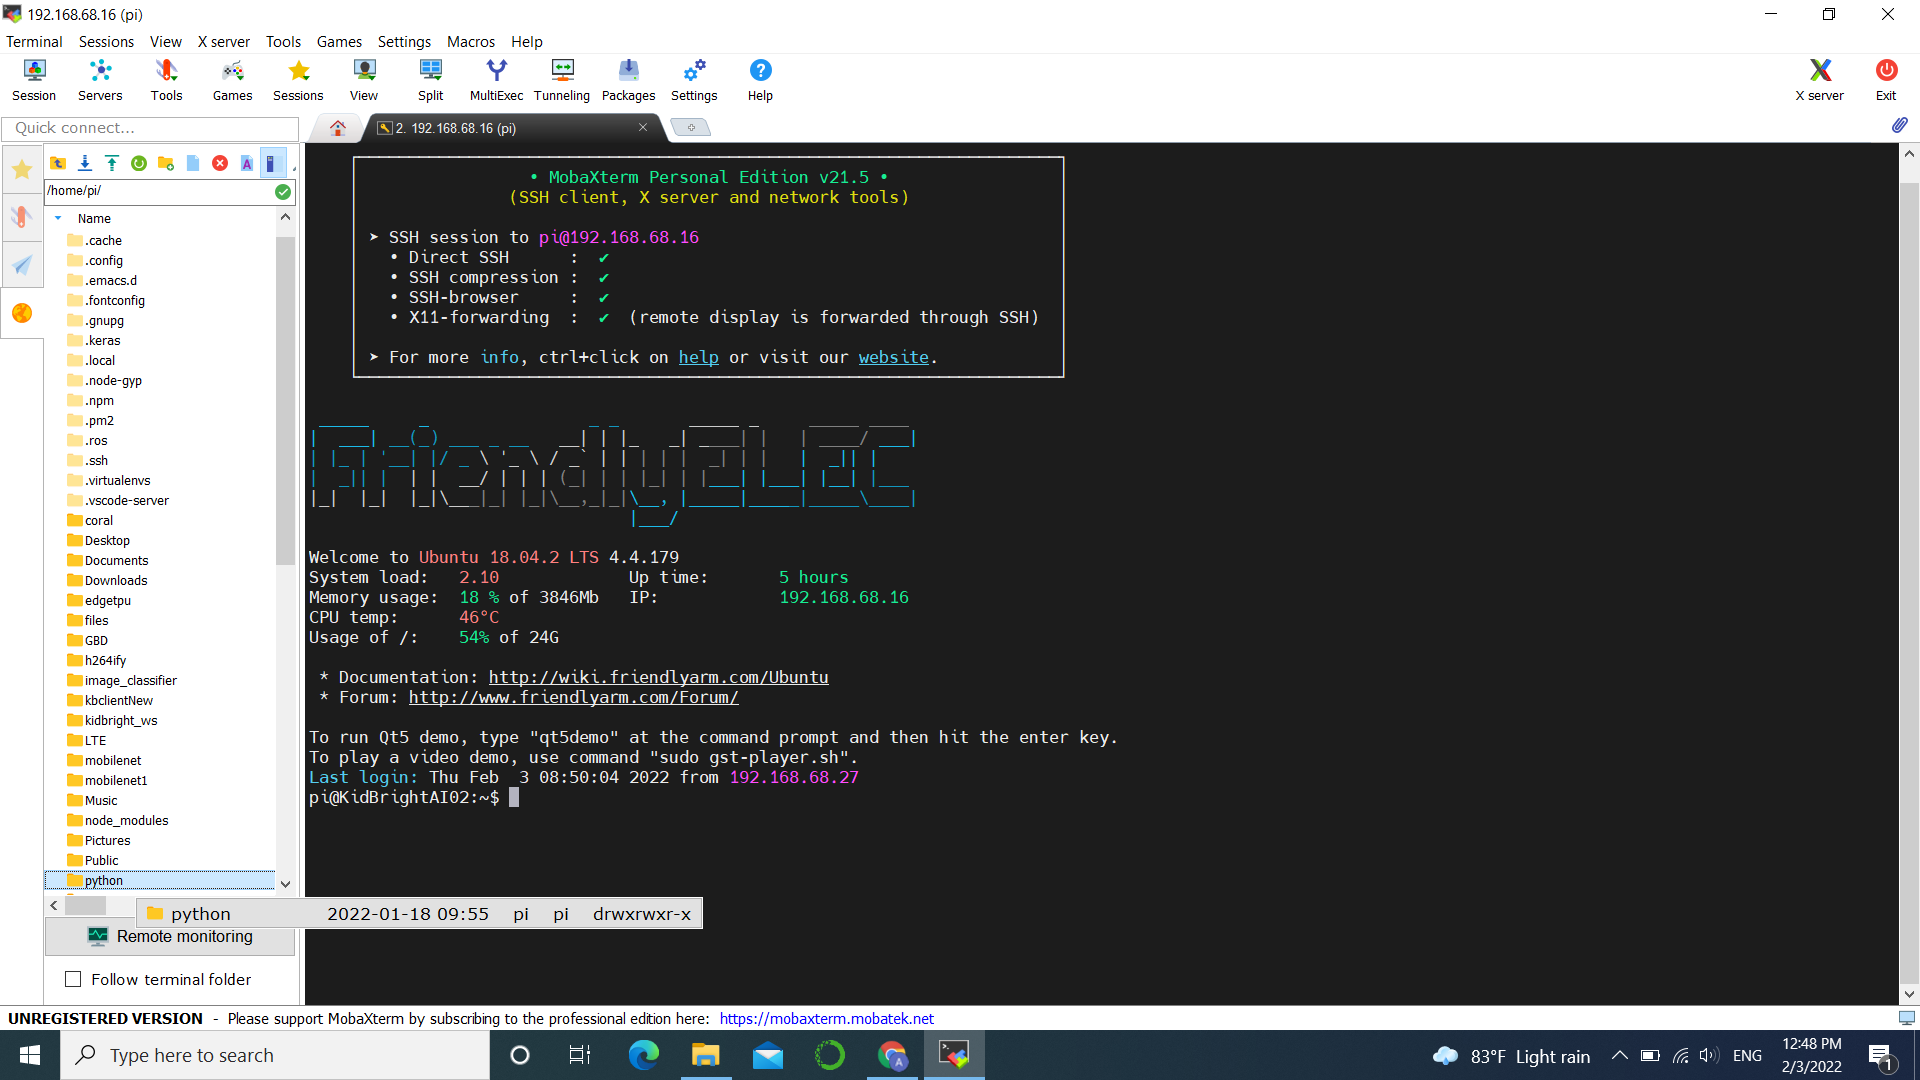 192.168.68.16 (pi)
Terminal Sessions View X server Tools Games Settings Macros Help
Session Servers Tools Games Sessions View Split MultiExec Tunneling Packages Settings Help X server Exit
Quick connect...
2. 192.168.68.16 (pi)
/home/pi/
Name
.cache
.config
.emacs.d
.fontconfig
.gnupg
.keras
.local
.node-gyp
.npm
.pm2
.ros
.ssh
.virtualenvs
.vscode-server
coral
Desktop
Documents
Downloads
edgetpu
files
GBD
h264ify
image_classifier
kbclientNew
kidbright_ws
LTE
mobilenet
mobilenet1
Music
node_modules
Pictures
Public
python
python 2022-01-18 09:55 pi pi drwxrwxr-x
Remote monitoring
Follow terminal folder
• MobaXterm Personal Edition v21.5 •
(SSH client, X server and network tools)
➤ SSH session to pi@192.168.68.16
• Direct SSH : ✔
• SSH compression : ✔
• SSH-browser : ✔
• X11-forwarding : ✔ (remote display is forwarded through SSH)
➤ For more info, ctrl+click on help or visit our website.
FriendlyELEC
Welcome to Ubuntu 18.04.2 LTS 4.4.179
System load: 2.10 Up time: 5 hours
Memory usage: 18 % of 3846Mb IP: 192.168.68.16
CPU temp: 46°C
Usage of /: 54% of 24G
* Documentation: http://wiki.friendlyarm.com/Ubuntu
* Forum: http://www.friendlyarm.com/Forum/
To run Qt5 demo, type "qt5demo" at the command prompt and then hit the enter key.
To play a video demo, use command "sudo gst-player.sh".
Last login: Thu Feb 3 08:50:04 2022 from 192.168.68.27
pi@KidBrightAI02:~$
UNREGISTERED VERSION - Please support MobaXterm by subscribing to the professional edition here: https://mobaxterm.mobatek.net
Type here to search
83°F Light rain
ENG
12:48 PM
2/3/2022
1